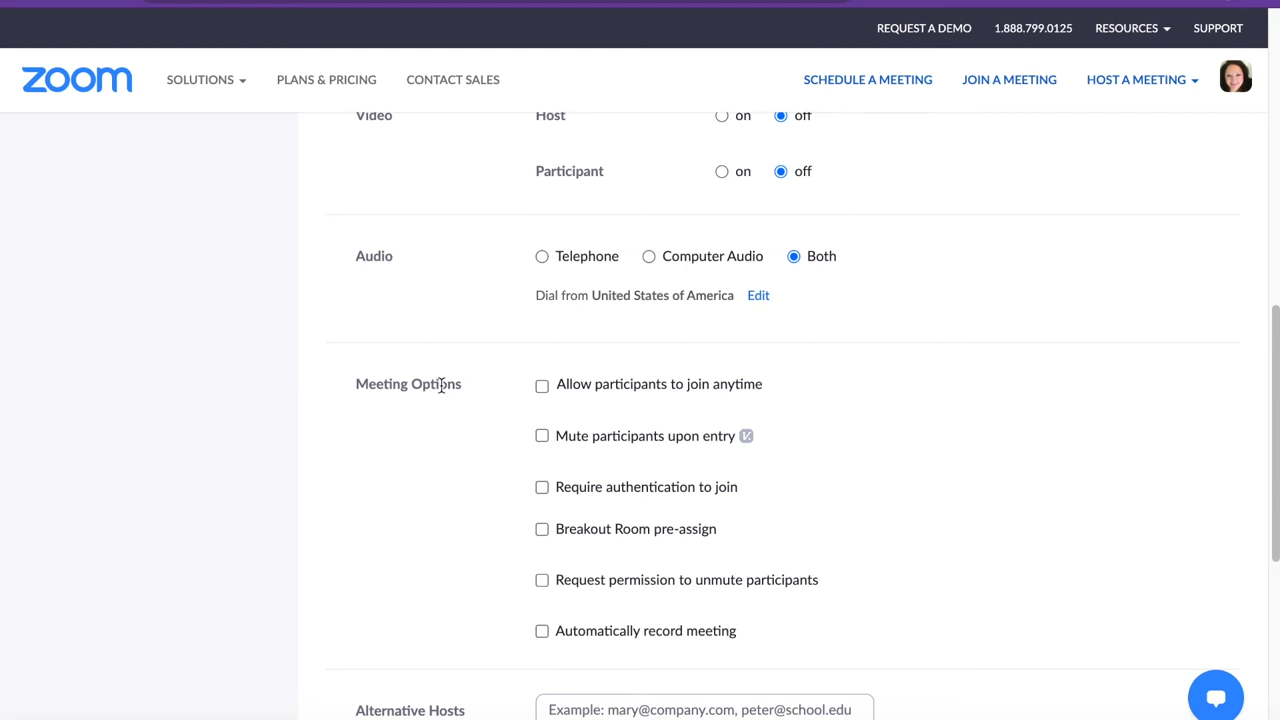 REQUEST A DEMO 1.888.799.0125 RESOURCES SUPPORT
zoom SOLUTIONS PLANS & PRICING CONTACT SALES SCHEDULE A MEETING JOIN A MEETING HOST A MEETING
Video Host on off
Participant on off
Audio Telephone Computer Audio Both
Dial from United States of America Edit
Meeting Options Allow participants to join anytime
Mute participants upon entry
Require authentication to join
Breakout Room pre-assign
Request permission to unmute participants
Automatically record meeting
Alternative Hosts Example: mary@company.com, peter@school.edu